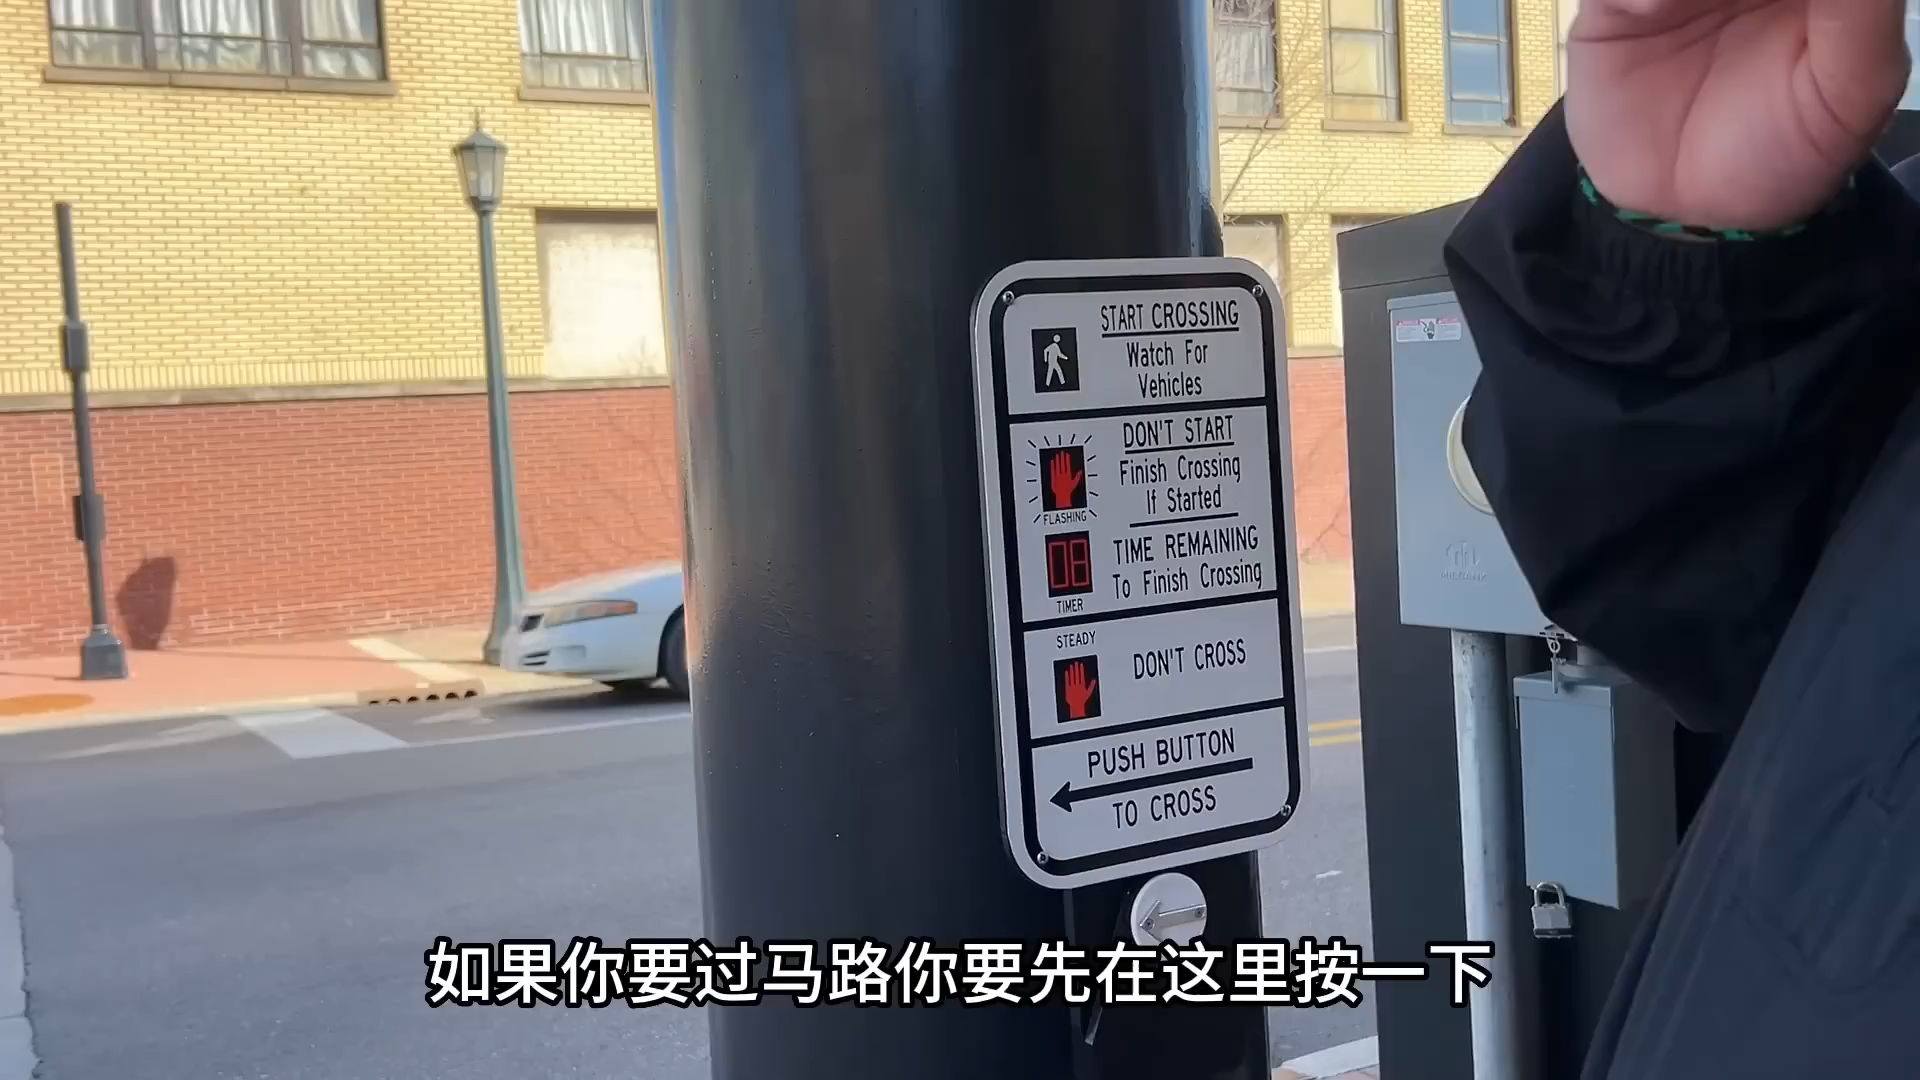 START CROSSING
Watch For
Vehicles
DON'T START
Finish Crossing
If Started
FLASHING
08
TIME REMAINING
To Finish Crossing
TIMER
STEADY
DON'T CROSS
PUSH BUTTON
TO CROSS
如果你要过马路你要先在这里按一下